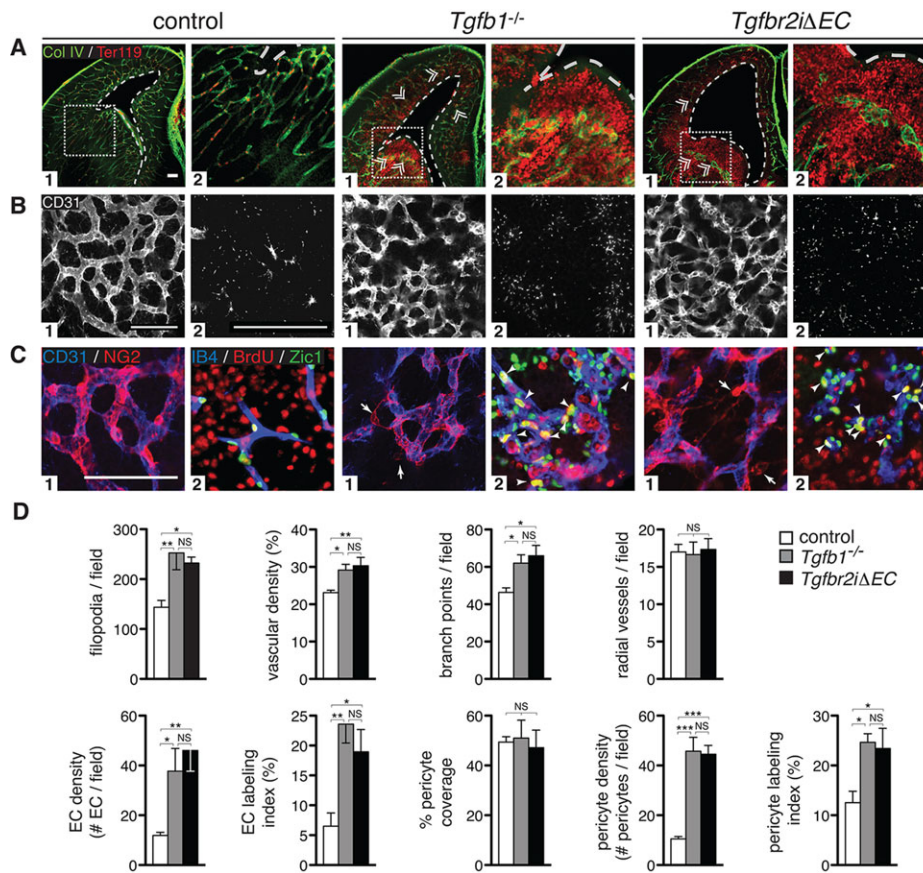 control Tgfb1-/- Tgfbr2iΔEC
A Col IV / Ter119
1 2 1 2 1 2
B CD31
1 2 1 2 1 2
C CD31 / NG2 IB4 / BrdU / Zic1
1 2 1 2 1 2
D
filopodia / field
300
200
100
0
* ** NS
vascular density (%)
40
30
20
10
0
** * NS
branch points / field
80
60
40
20
0
* * NS
radial vessels / field
20
15
10
5
0
NS
control
Tgfb1-/-
Tgfbr2iΔEC
EC density
(# EC / field)
60
40
20
0
** * NS
EC labeling
index (%)
25
20
15
10
5
0
* ** NS
% pericyte
coverage
60
40
20
0
NS
pericyte density
(# pericytes / field)
60
40
20
0
*** *** NS
pericyte labeling
index (%)
30
20
10
0
* * NS